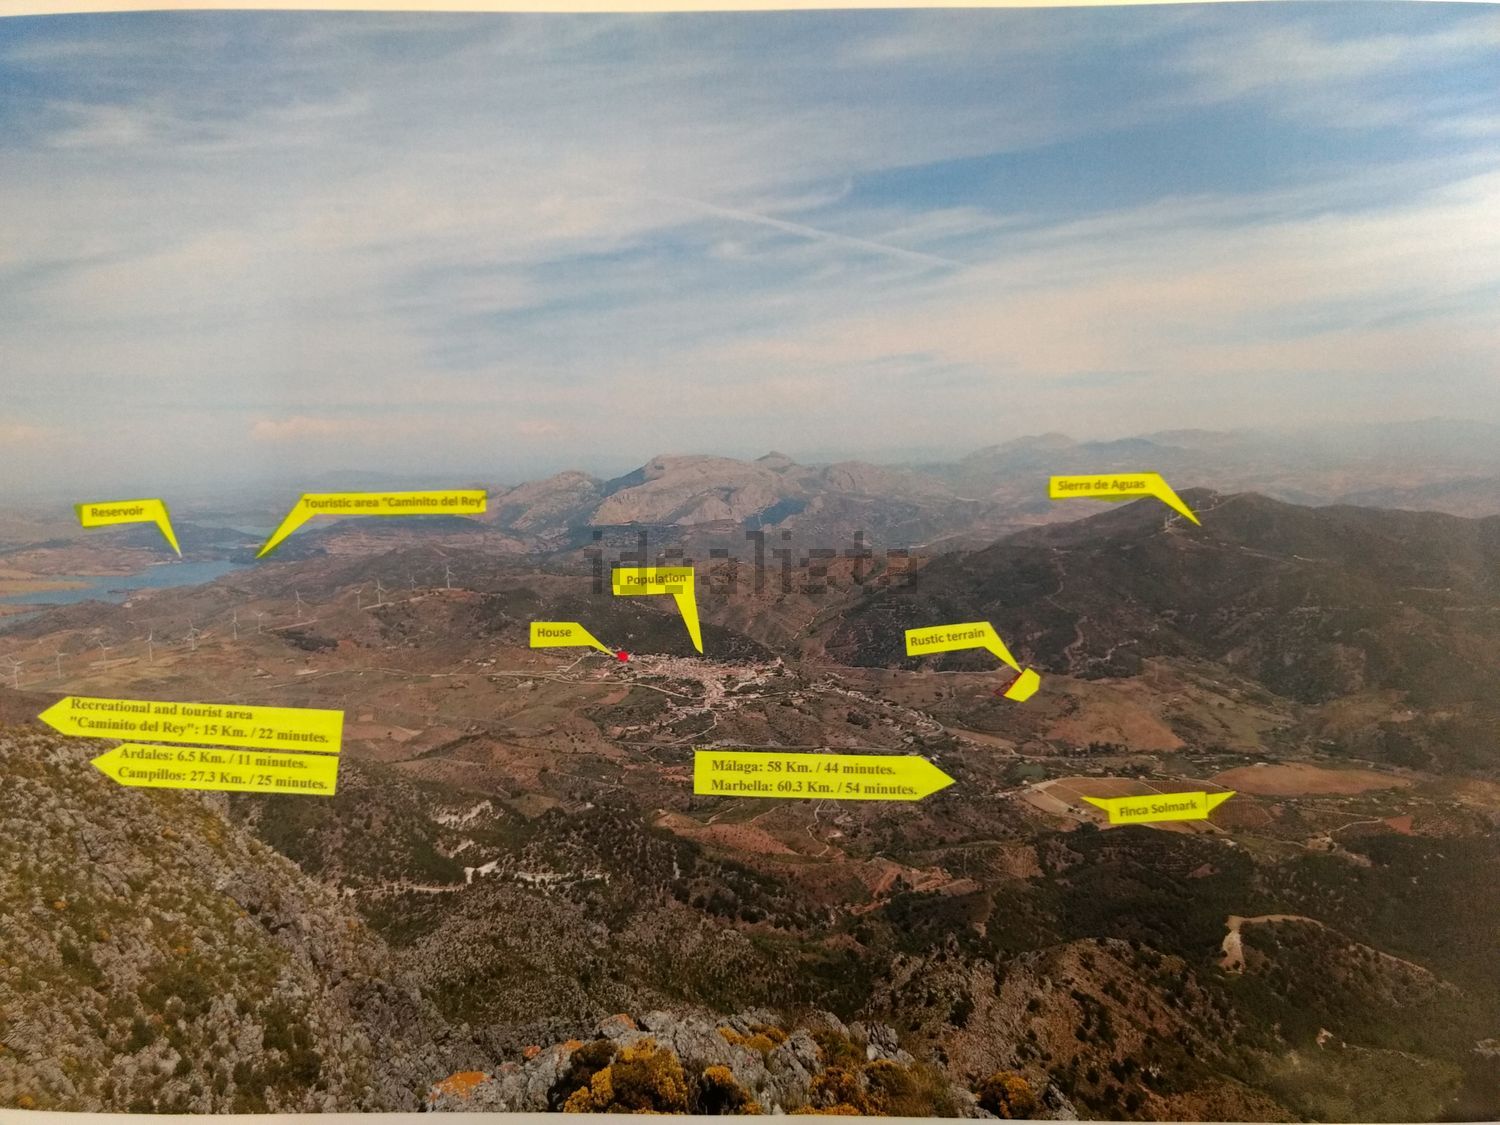 Reservoir
Touristic area "Caminito del Rey"
Sierra de Aguas
idealista
Population
House
Rustic terrain
Recreational and tourist area
"Caminito del Rey": 15 Km. / 22 minutes.
Ardales: 6.5 Km. / 11 minutes.
Campillos: 27.3 Km. / 25 minutes.
Málaga: 58 Km. / 44 minutes.
Marbella: 60.3 Km. / 54 minutes.
Finca Solmark